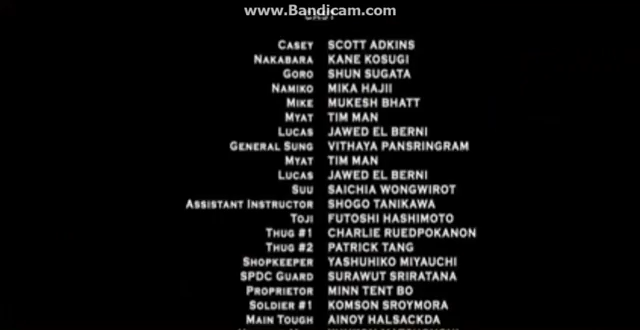 www.Bandicam.com
CAST
CASEY SCOTT ADKINS
NAKABARA KANE KOSUGI
GORO SHUN SUGATA
NAMIKO MIKA HAJII
MIKE MUKESH BHATT
MYAT TIM MAN
LUCAS JAWED EL BERNI
GENERAL SUNG VITHAYA PANSRINGRAM
MYAT TIM MAN
LUCAS JAWED EL BERNI
SUU SAICHIA WONGWIROT
ASSISTANT INSTRUCTOR SHOGO TANIKAWA
TOJI FUTOSHI HASHIMOTO
THUG #1 CHARLIE RUEDPOKANON
THUG #2 PATRICK TANG
SHOPKEEPER YASHUHIKO MIYAUCHI
SPDC GUARD SURAWUT SRIRATANA
PROPRIETOR MINN TENT BO
SOLDIER #1 KOMSON SROYMORA
MAIN TOUGH AINOY HALSACKDA